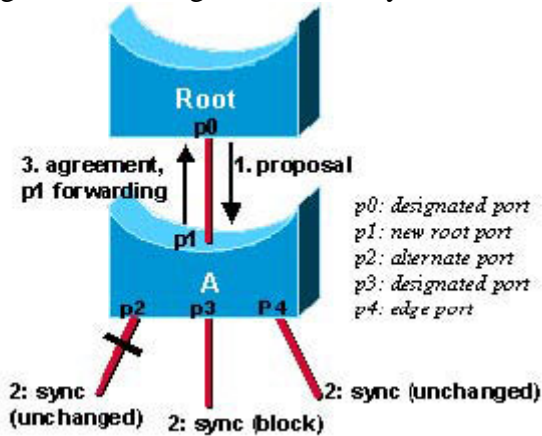 Root
p0
3. agreement,
p1 forwarding
1. proposal
p1
A
p2
p3
P4
p0: designated port
p1: new root port
p2: alternate port
p3: designated port
p4: edge port
2: sync
(unchanged)
2: sync (block)
2: sync (unchanged)